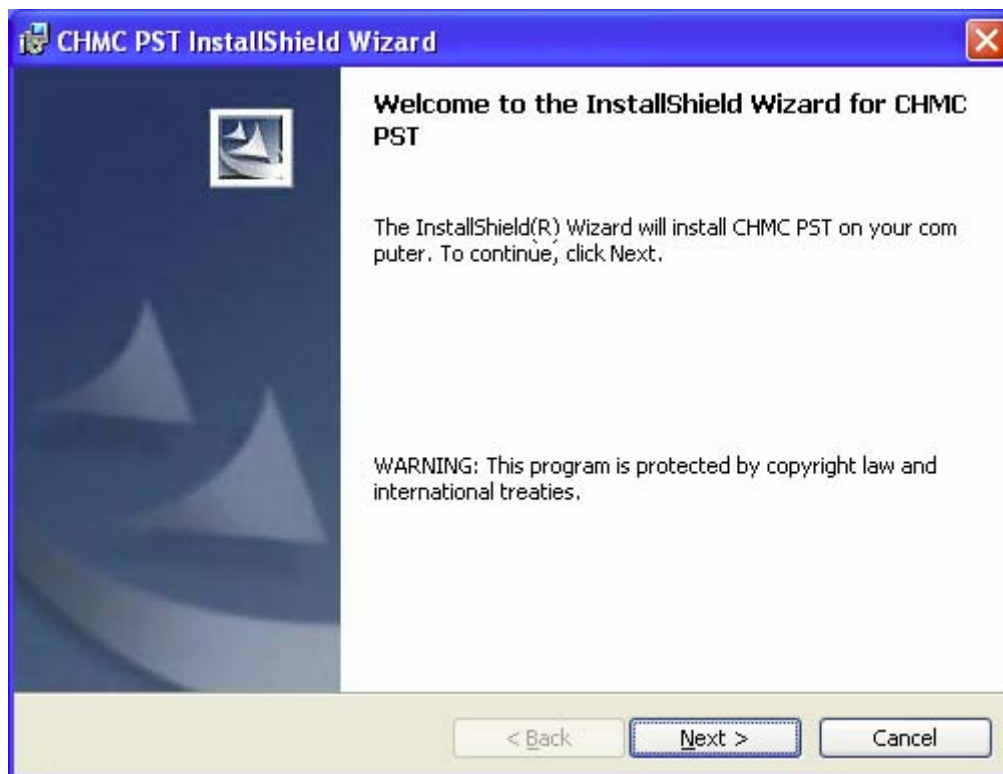 CHMC PST InstallShield Wizard
Welcome to the InstallShield Wizard for CHMC
PST
The InstallShield(R) Wizard will install CHMC PST on your com
puter. To continue, click Next.
WARNING: This program is protected by copyright law and
international treaties.
< Back
Next >
Cancel